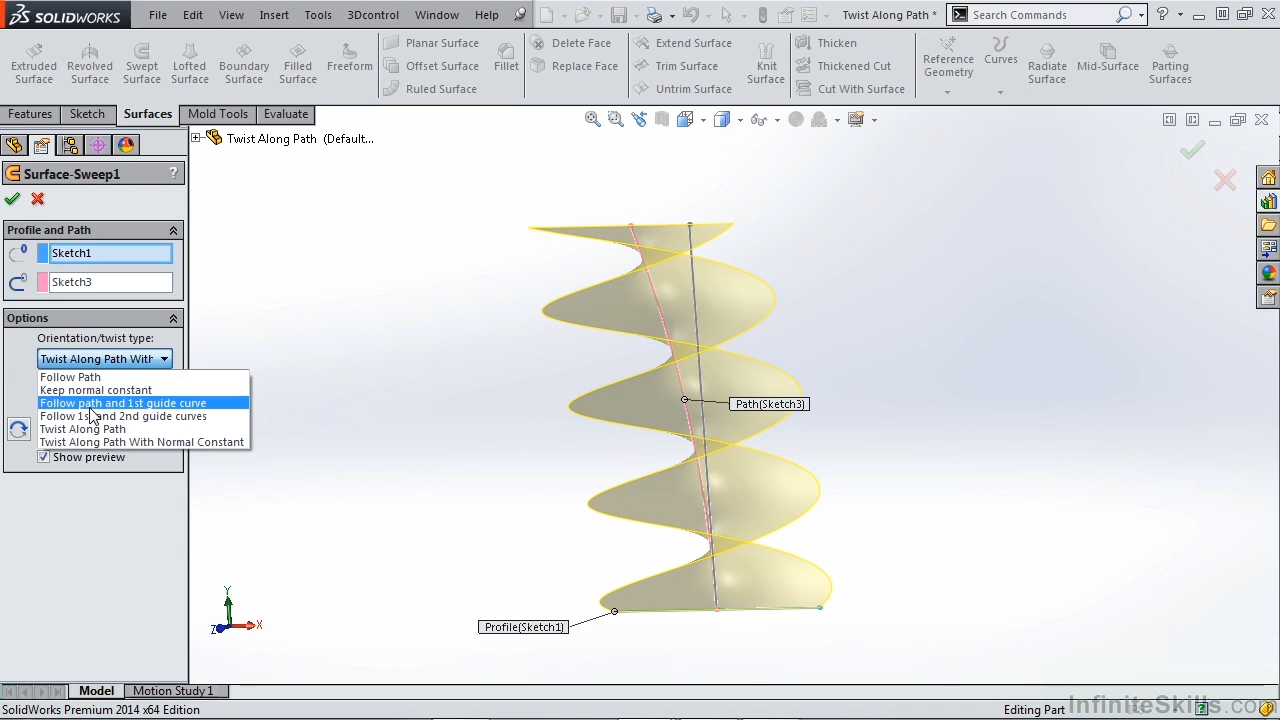 SOLIDWORKS File Edit View Insert Tools 3Dcontrol Window Help Twist Along Path * Search Commands ?
Extruded Surface
Revolved Surface
Swept Surface
Lofted Surface
Boundary Surface
Filled Surface
Freeform
Planar Surface
Offset Surface
Ruled Surface
Fillet
Delete Face
Replace Face
Extend Surface
Trim Surface
Untrim Surface
Knit Surface
Thicken
Thickened Cut
Cut With Surface
Reference Geometry
Curves
Radiate Surface
Mid-Surface
Parting Surfaces
Features Sketch Surfaces Mold Tools Evaluate
Twist Along Path (Default...
Surface-Sweep1 ?
Profile and Path
Sketch1
Sketch3
Options
Orientation/twist type:
Twist Along Path With
Follow Path
Keep normal constant
Follow path and 1st guide curve
Follow 1st and 2nd guide curves
Twist Along Path
Twist Along Path With Normal Constant
Show preview
Path(Sketch3)
Profile(Sketch1)
Y
X
Z
Model Motion Study 1
SolidWorks Premium 2014 x64 Edition
Editing Part
InfiniteSkills.com